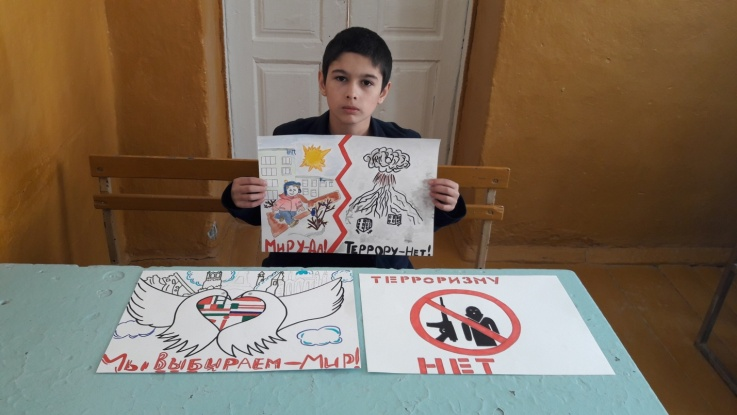 МИРУ-ДА!
ТЕРРОРУ-НЕТ!
МЫ ВЫБИРАЕМ-МИР!
ТЕРРОРИЗМУ
НЕТ